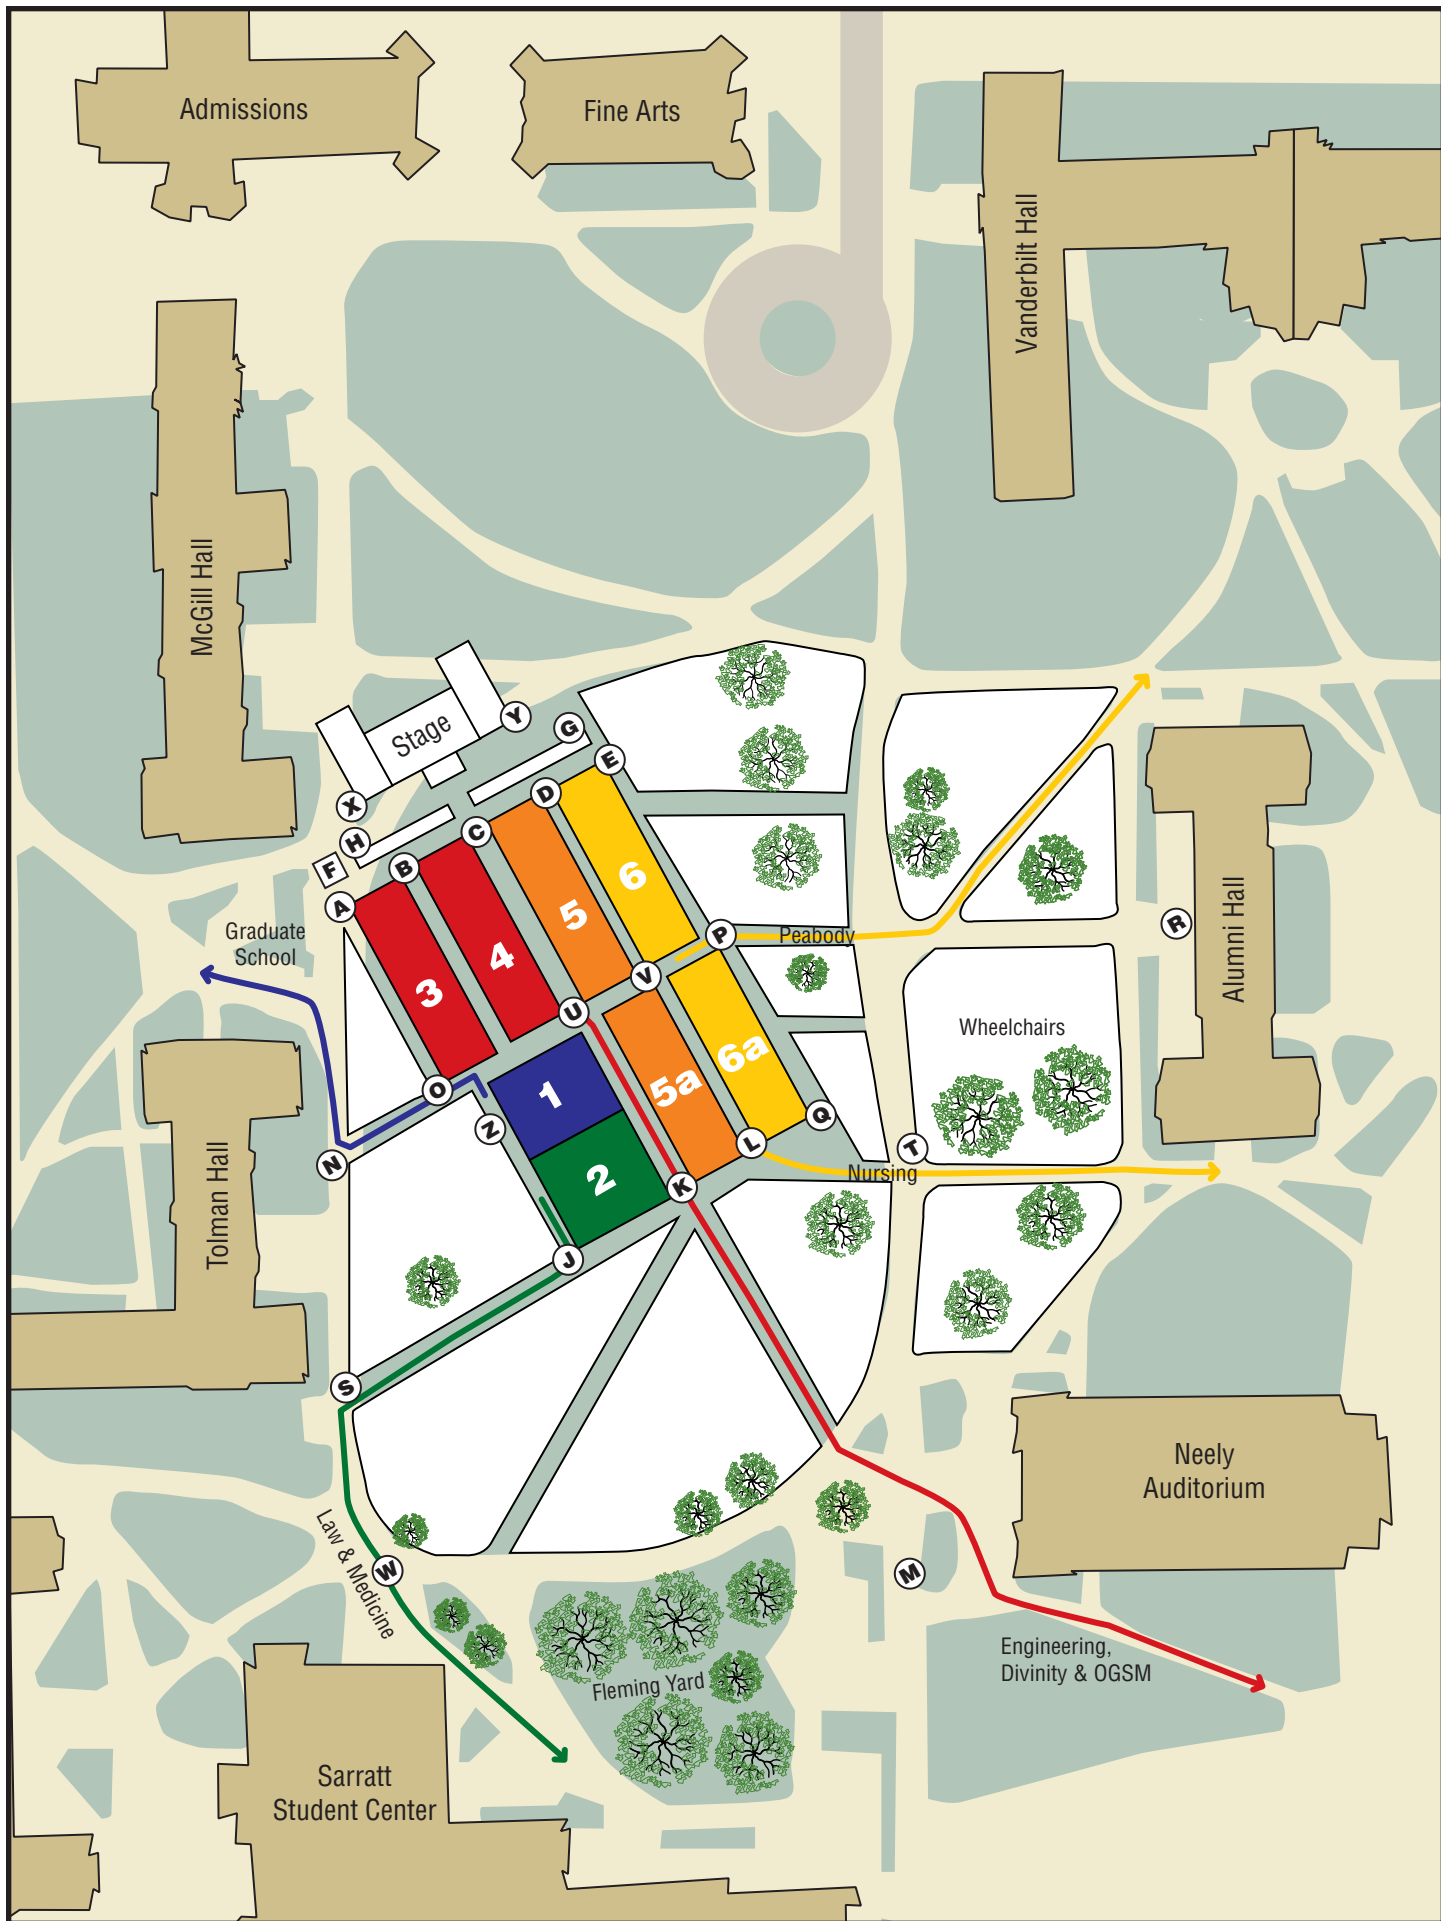 Admissions
Fine Arts
Vanderbilt Hall
McGill Hall
Stage
Y
G
E
X
D
H
C
F
B
A
6
5
4
3
Graduate
School
P
Peabody
R
Alumni Hall
V
U
Wheelchairs
6a
5a
1
O
Z
Q
L
T
Nursing
N
2
K
Tolman Hall
J
S
Neely
Auditorium
Law & Medicine
W
M
Engineering,
Divinity & OGSM
Fleming Yard
Sarratt
Student Center